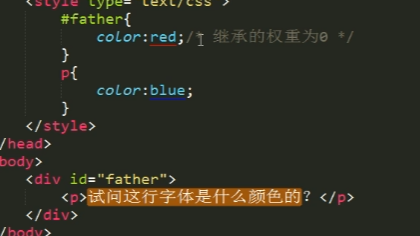 <style type="text/css">
#father{
color:red;/* 继承的权重为0 */
}
p{
color:blue;
}
</style>
/head>
body>
<div id="father">
<p>试问这行字体是什么颜色的? </p>
</div>
/body>